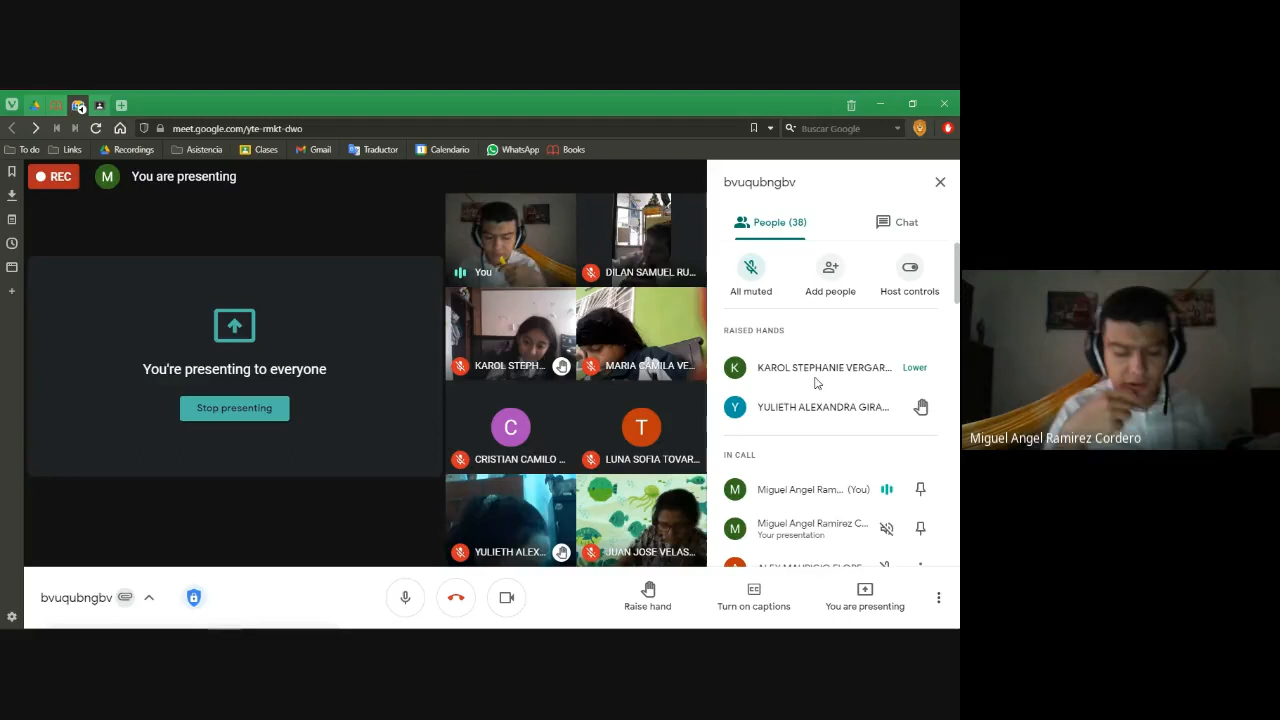 meet.google.com/yte-rmkt-dwo
Buscar Google
To do
Links
Recordings
Asistencia
Clases
Gmail
Traductor
Calendario
WhatsApp
Books
REC
M
You are presenting
You're presenting to everyone
Stop presenting
You
DILAN SAMUEL RU...
KAROL STEPH...
MARIA CAMILA VE...
C
CRISTIAN CAMILO ...
T
LUNA SOFIA TOVAR...
YULIETH ALEX...
JUAN JOSE VELAS...
bvuqubngbv
People (38)
Chat
All muted
Add people
Host controls
RAISED HANDS
K
KAROL STEPHANIE VERGAR...
Lower
Y
YULIETH ALEXANDRA GIRA...
IN CALL
M
Miguel Angel Ram... (You)
M
Miguel Angel Ramirez C...
Your presentation
bvuqubngbv
Raise hand
Turn on captions
You are presenting
Miguel Angel Ramirez Cordero